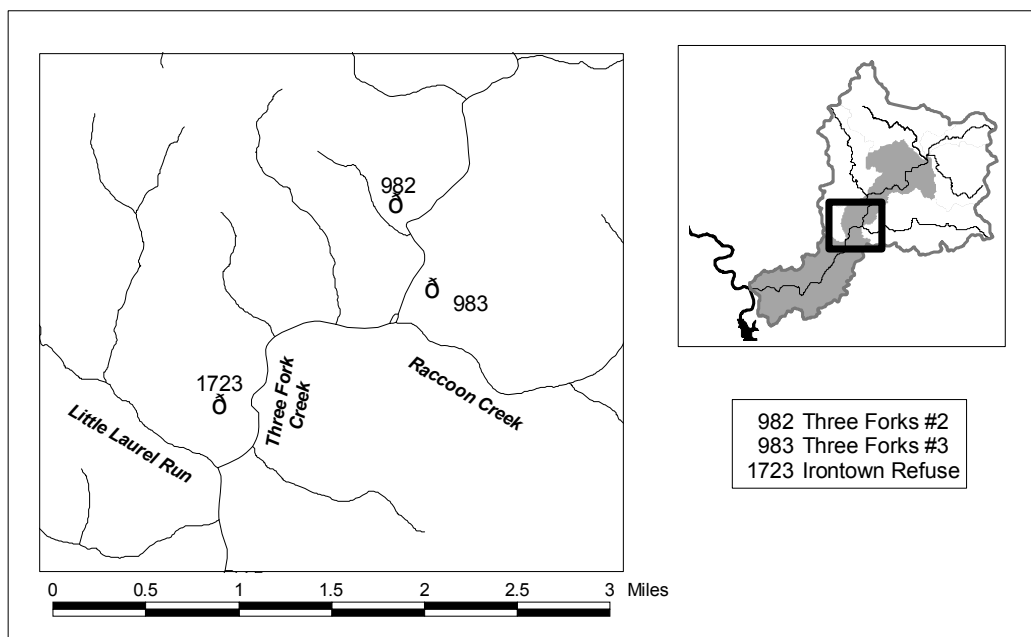 982
ð
ð
983
1723
ð
Three Fork
Creek
Raccoon Creek
Little Laurel Run
0 0.5 1 1.5 2 2.5 3 Miles
982 Three Forks #2
983 Three Forks #3
1723 Irontown Refuse